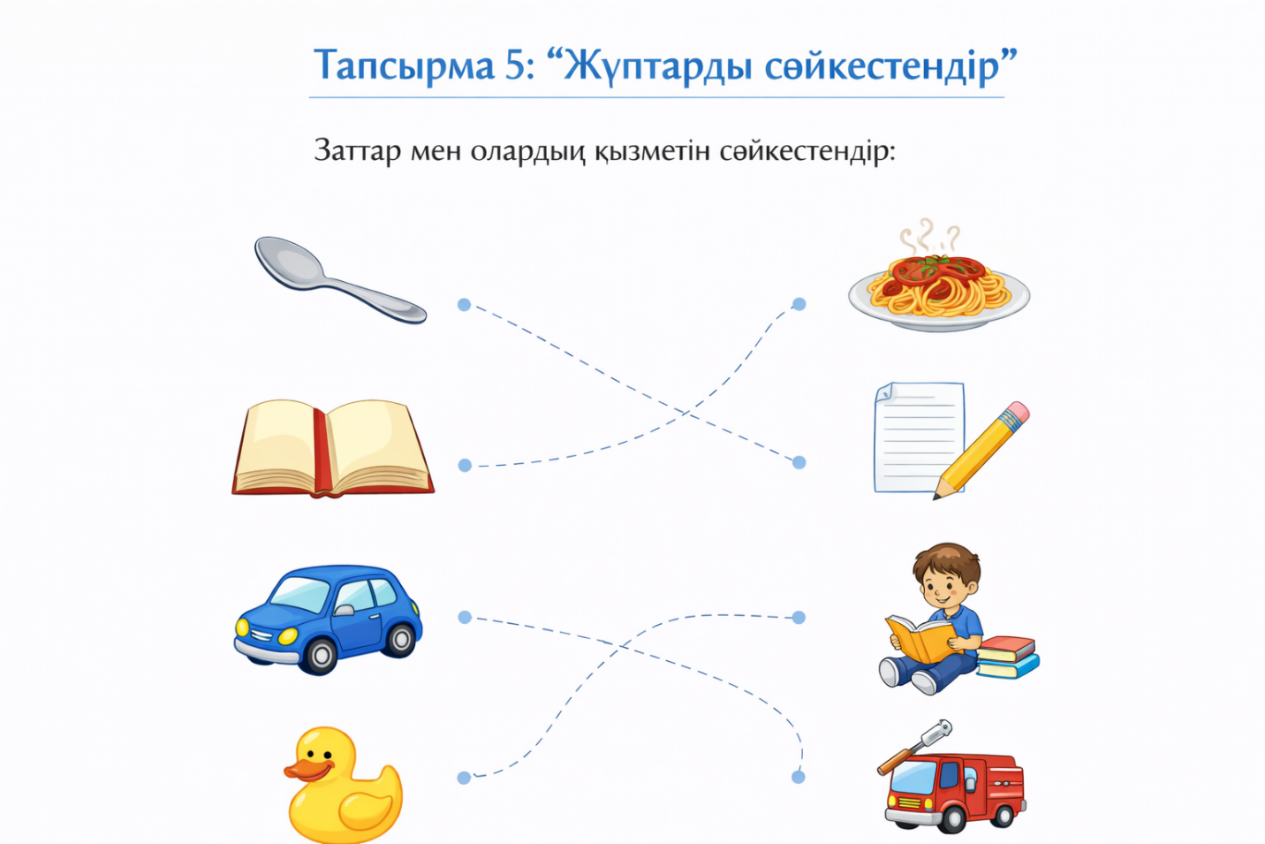 Тапсырма 5: “Жұптарды сәйкестендір”
Заттар мен олардың қызметін сәйкестендір: